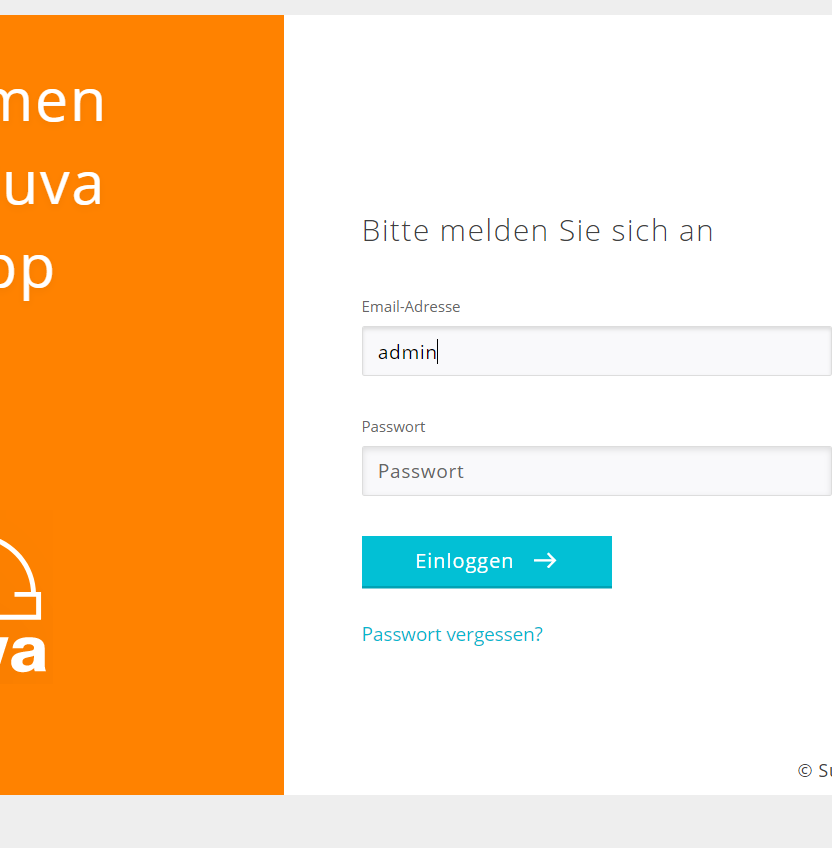 men
uva
pp
va
Bitte melden Sie sich an
Email-Adresse
admin
Passwort
Passwort
Einloggen →
Passwort vergessen?
© Su